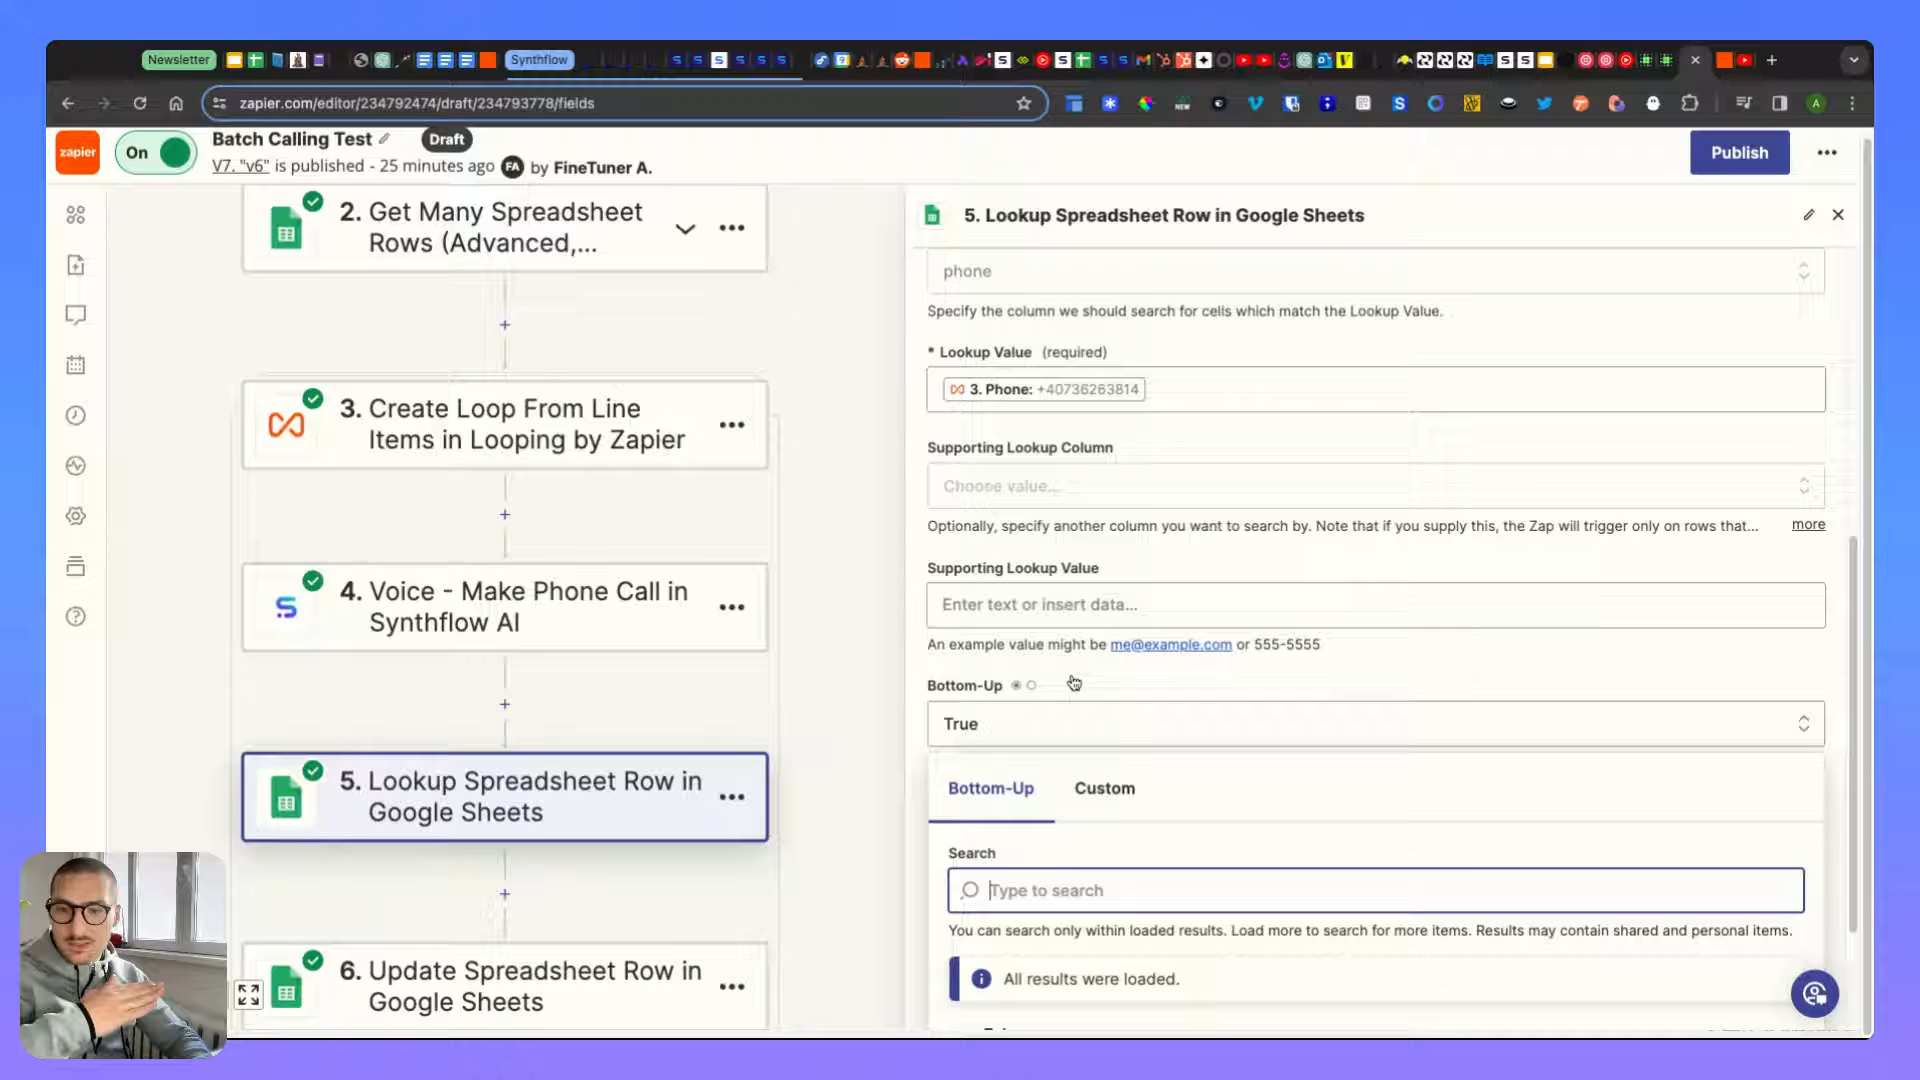 Newsletter
Synthflow
zapier.com/editor/234792474/draft/234793778/fields
zapier
On
Batch Calling Test
Draft
V7. "v6" is published - 25 minutes ago FA by FineTuner A.
Publish
2. Get Many Spreadsheet
Rows (Advanced,...
3. Create Loop From Line
Items in Looping by Zapier
4. Voice - Make Phone Call in
Synthflow AI
5. Lookup Spreadsheet Row in
Google Sheets
6. Update Spreadsheet Row in
Google Sheets
5. Lookup Spreadsheet Row in Google Sheets
phone
Specify the column we should search for cells which match the Lookup Value.
* Lookup Value (required)
3. Phone: +40736263814
Supporting Lookup Column
Choose value...
Optionally, specify another column you want to search by. Note that if you supply this, the Zap will trigger only on rows that... more
Supporting Lookup Value
Enter text or insert data...
An example value might be me@example.com or 555-5555
Bottom-Up
True
Bottom-Up Custom
Search
Type to search
You can search only within loaded results. Load more to search for more items. Results may contain shared and personal items.
All results were loaded.